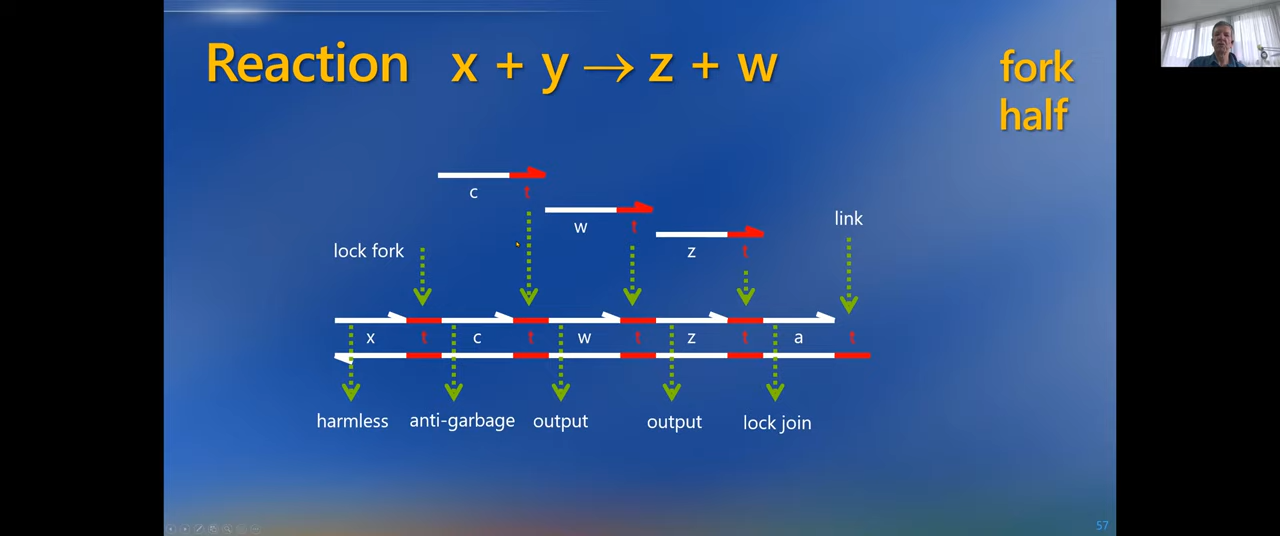 Reaction x + y → z + w
fork
half
c t
w t
link
lock fork
z t
x t c t w t z t a t
harmless anti-garbage output output lock join
57